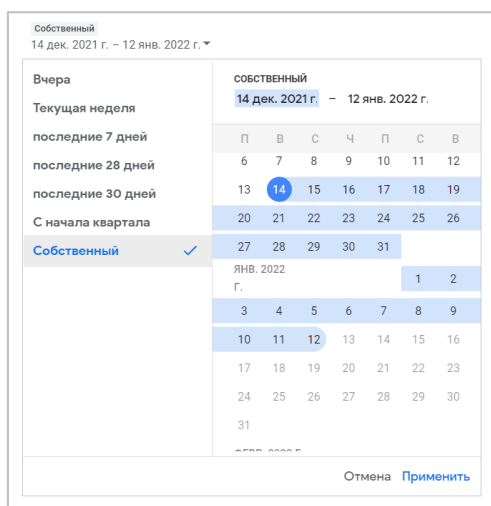 Собственный
14 дек. 2021 г. – 12 янв. 2022 г.
Вчера
Текущая неделя
последние 7 дней
последние 28 дней
последние 30 дней
С начала квартала
Собственный
СОБСТВЕННЫЙ
14 дек. 2021 г. – 12 янв. 2022 г.
П В С Ч П С В
6 7 8 9 10 11 12
13 14 15 16 17 18 19
20 21 22 23 24 25 26
27 28 29 30 31
ЯНВ. 2022
Г.
1 2
3 4 5 6 7 8 9
10 11 12 13 14 15 16
17 18 19 20 21 22 23
24 25 26 27 28 29 30
31
Отмена Применить